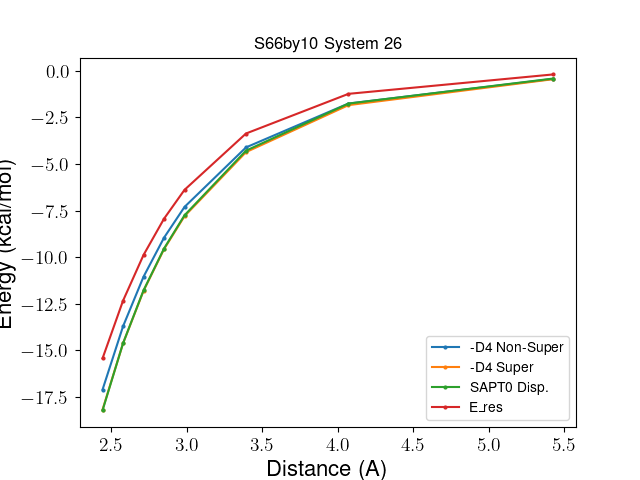 S66by10 System 26
0.0
−2.5
−5.0
−7.5
−10.0
−12.5
−15.0
−17.5
Energy (kcal/mol)
-D4 Non-Super
-D4 Super
SAPT0 Disp.
E_res
2.5 3.0 3.5 4.0 4.5 5.0 5.5
Distance (A)